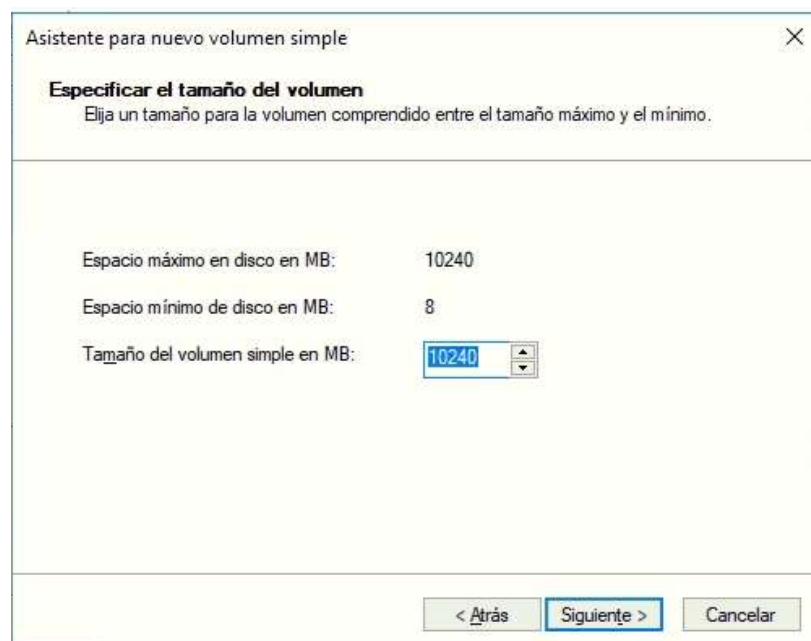 Asistente para nuevo volumen simple
Especificar el tamaño del volumen
Elija un tamaño para la volumen comprendido entre el tamaño máximo y el mínimo.
Espacio máximo en disco en MB: 10240
Espacio mínimo de disco en MB: 8
Tamaño del volumen simple en MB: 10240
< Atrás Siguiente > Cancelar